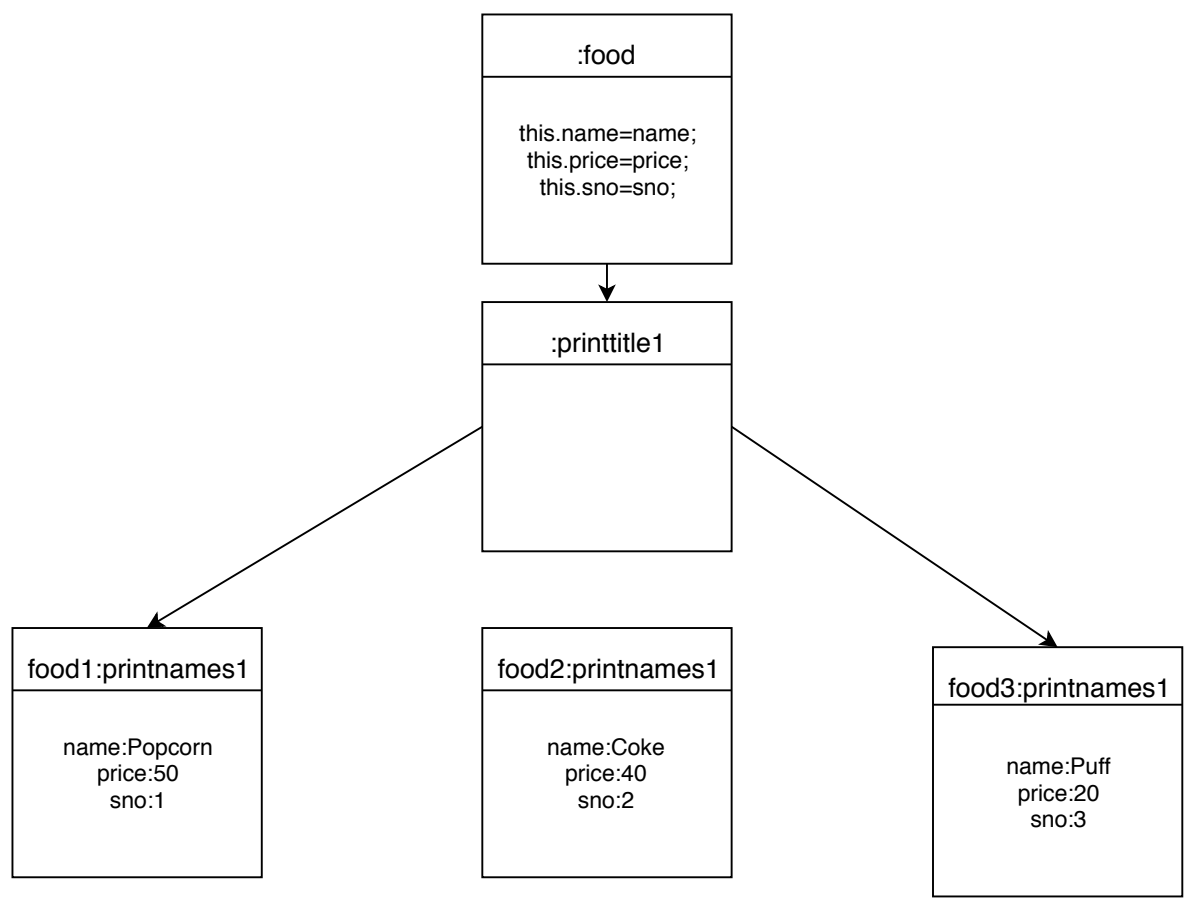 :food
this.name=name;
this.price=price;
this.sno=sno;
:printtitle1
food1:printnames1
name:Popcorn
price:50
sno:1
food2:printnames1
name:Coke
price:40
sno:2
food3:printnames1
name:Puff
price:20
sno:3